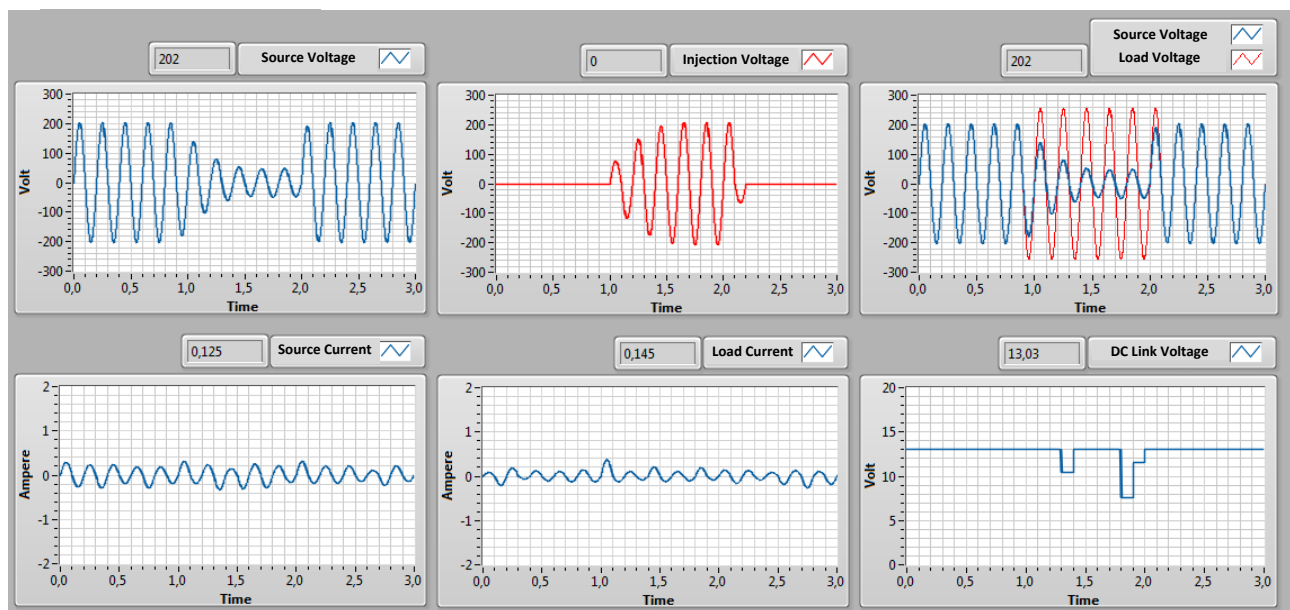 202 Source Voltage
300
200
100
0
-100
-200
-300
Volt
0,0 0,5 1,0 1,5 2,0 2,5 3,0
Time
0 Injection Voltage
300
200
100
0
-100
-200
-300
Volt
0,0 0,5 1,0 1,5 2,0 2,5 3,0
Time
Source Voltage
202 Load Voltage
300
200
100
0
-100
-200
-300
Volt
0,0 0,5 1,0 1,5 2,0 2,5 3,0
Time
0,125 Source Current
2
1
0
-1
-2
Ampere
0,0 0,5 1,0 1,5 2,0 2,5 3,0
Time
0,145 Load Current
2
1
0
-1
-2
Ampere
0,0 0,5 1,0 1,5 2,0 2,5 3,0
Time
13,03 DC Link Voltage
20
15
10
5
0
Volt
0,0 0,5 1,0 1,5 2,0 2,5 3,0
Time